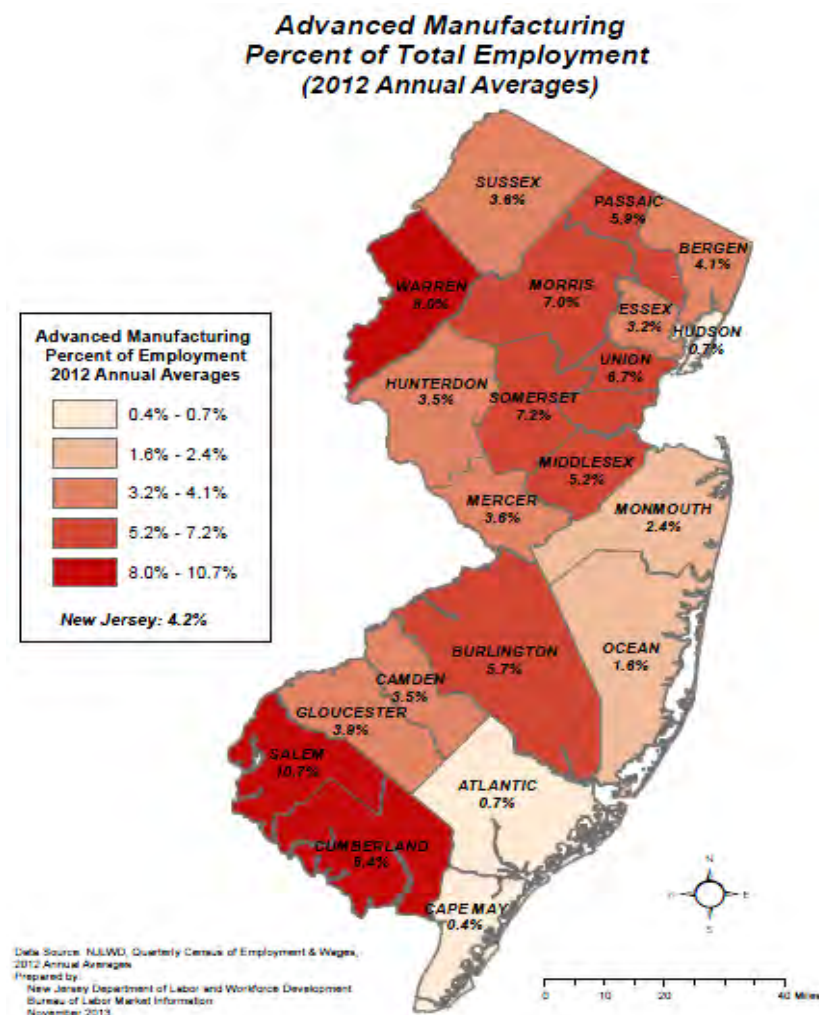 Advanced Manufacturing
Percent of Total Employment
(2012 Annual Averages)
SUSSEX
3.6%
PASSAIC
5.9%
BERGEN
4.1%
WARREN
8.0%
MORRIS
7.0%
ESSEX
3.2%
HUDSON
0.7%
UNION
6.7%
HUNTERDON
3.5%
SOMERSET
7.2%
MIDDLESEX
5.2%
MERCER
3.6%
MONMOUTH
2.4%
OCEAN
1.6%
BURLINGTON
5.7%
CAMDEN
3.5%
GLOUCESTER
3.9%
SALEM
10.7%
ATLANTIC
0.7%
CUMBERLAND
CAPE MAY
0.4%
Advanced Manufacturing
Percent of Employment
2012 Annual Averages
0.4% - 0.7%
1.6% - 2.4%
3.2% - 4.1%
5.2% - 7.2%
8.0% - 10.7%
New Jersey: 4.2%
N
E
S
Data Source: NJLWD, Quarterly Census of Employment & Wages,
2012 Annual Averages
Prepared by:
New Jersey Department of Labor and Workforce Development
Bureau of Labor Market Information
November 2013
0 10 20 40 Miles